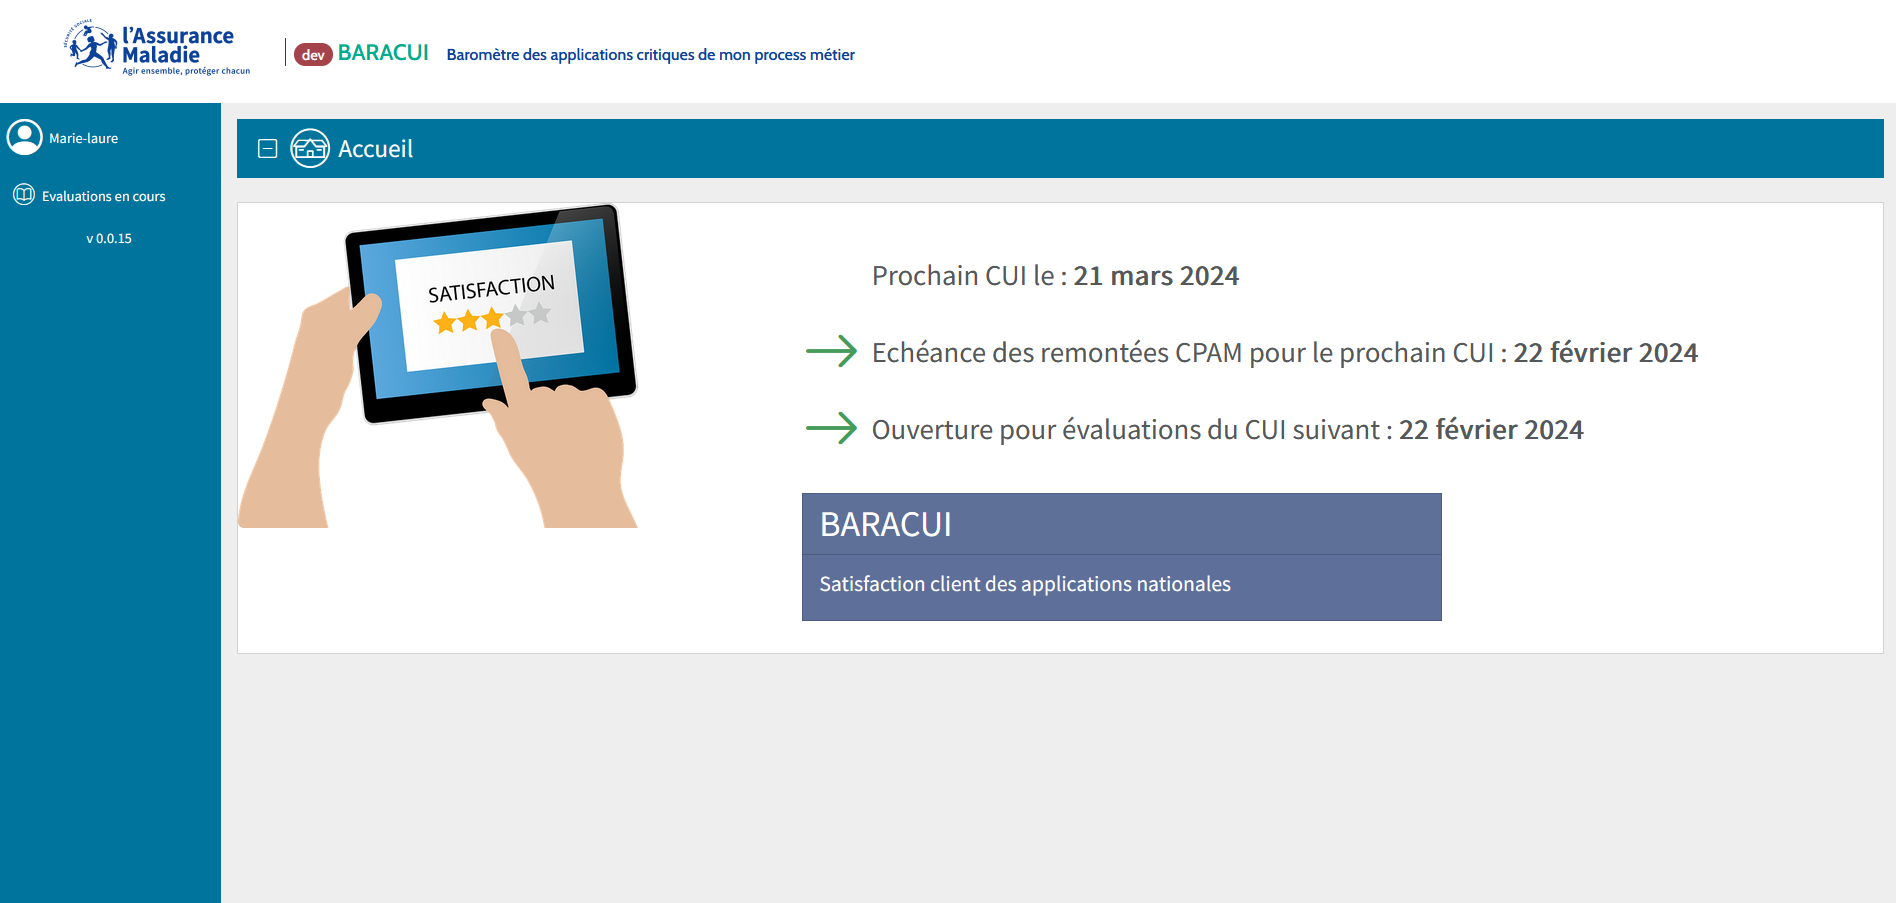 SÉCURITÉ SOCIALE
l'Assurance
Maladie
Agir ensemble, protéger chacun
dev BARACUI Baromètre des applications critiques de mon process métier
Marie-laure
Evaluations en cours
v 0.0.15
Accueil
SATISFACTION
Prochain CUI le : 21 mars 2024
Echéance des remontées CPAM pour le prochain CUI : 22 février 2024
Ouverture pour évaluations du CUI suivant : 22 février 2024
BARACUI
Satisfaction client des applications nationales